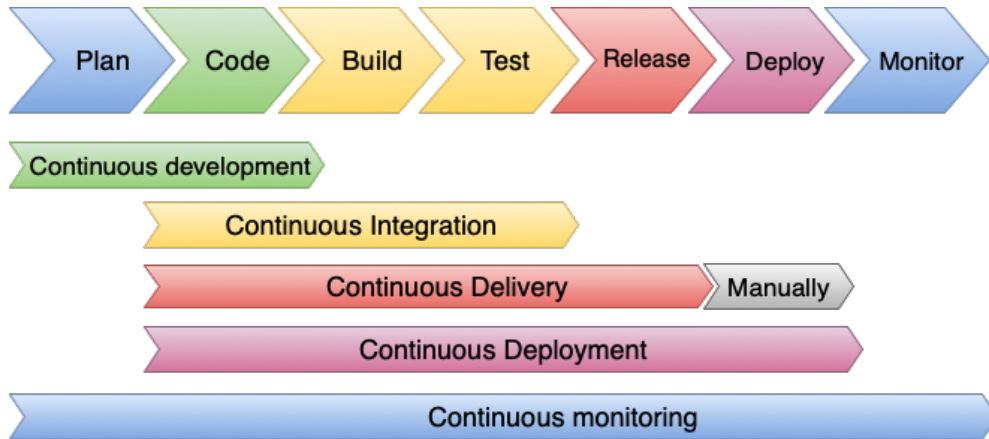 Plan
Code
Build
Test
Release
Deploy
Monitor
Continuous development
Continuous Integration
Continuous Delivery
Manually
Continuous Deployment
Continuous monitoring